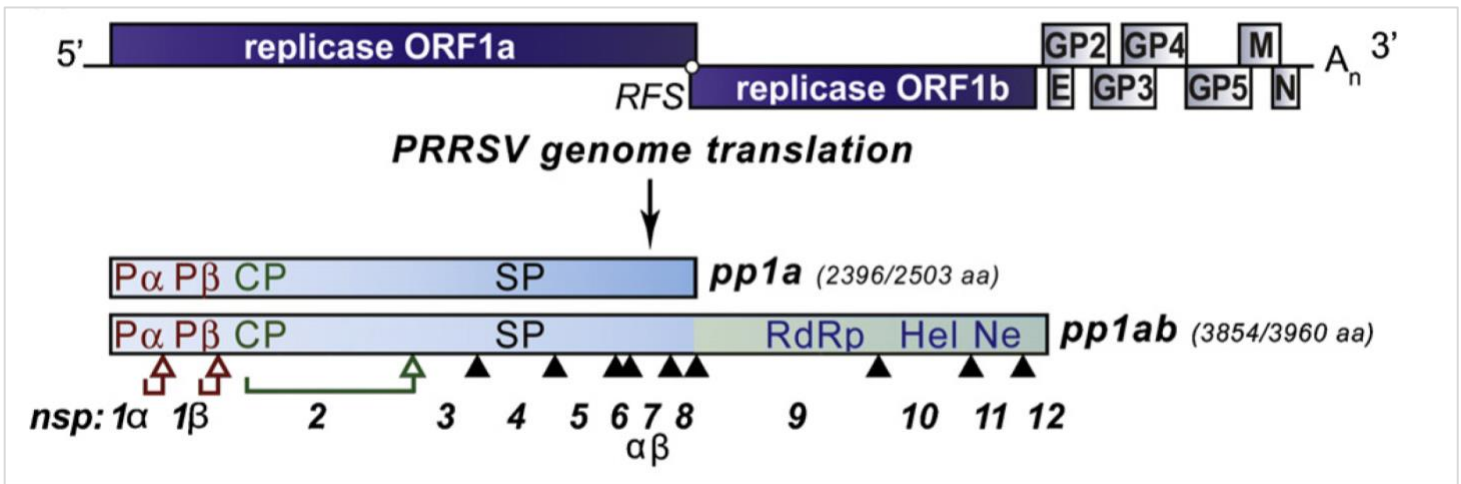 5’ replicase ORF1a GP2 GP4 M An 3’
RFS replicase ORF1b E GP3 GP5 N
PRRSV genome translation
Pα Pβ CP SP pp1a (2396/2503 aa)
Pα Pβ CP SP RdRp Hel Ne pp1ab (3854/3960 aa)
nsp: 1α 1β 2 3 4 5 6 7 8 9 10 11 12
αβ